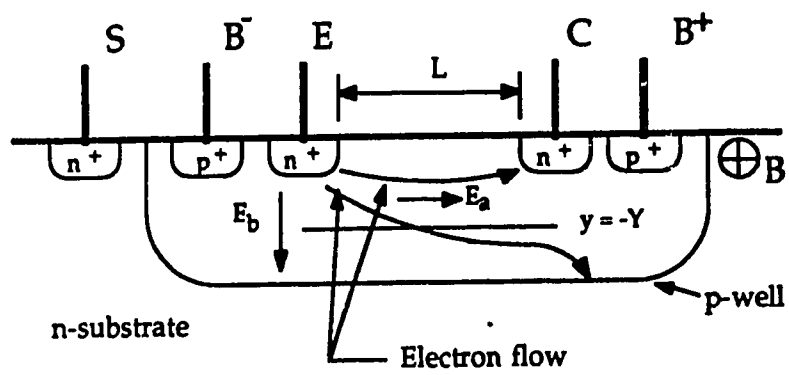 S B⁻ E C B⁺
L
n⁺ p⁺ n⁺ n⁺ p⁺
B
E_a
E_b
y = -Y
p-well
n-substrate
Electron flow